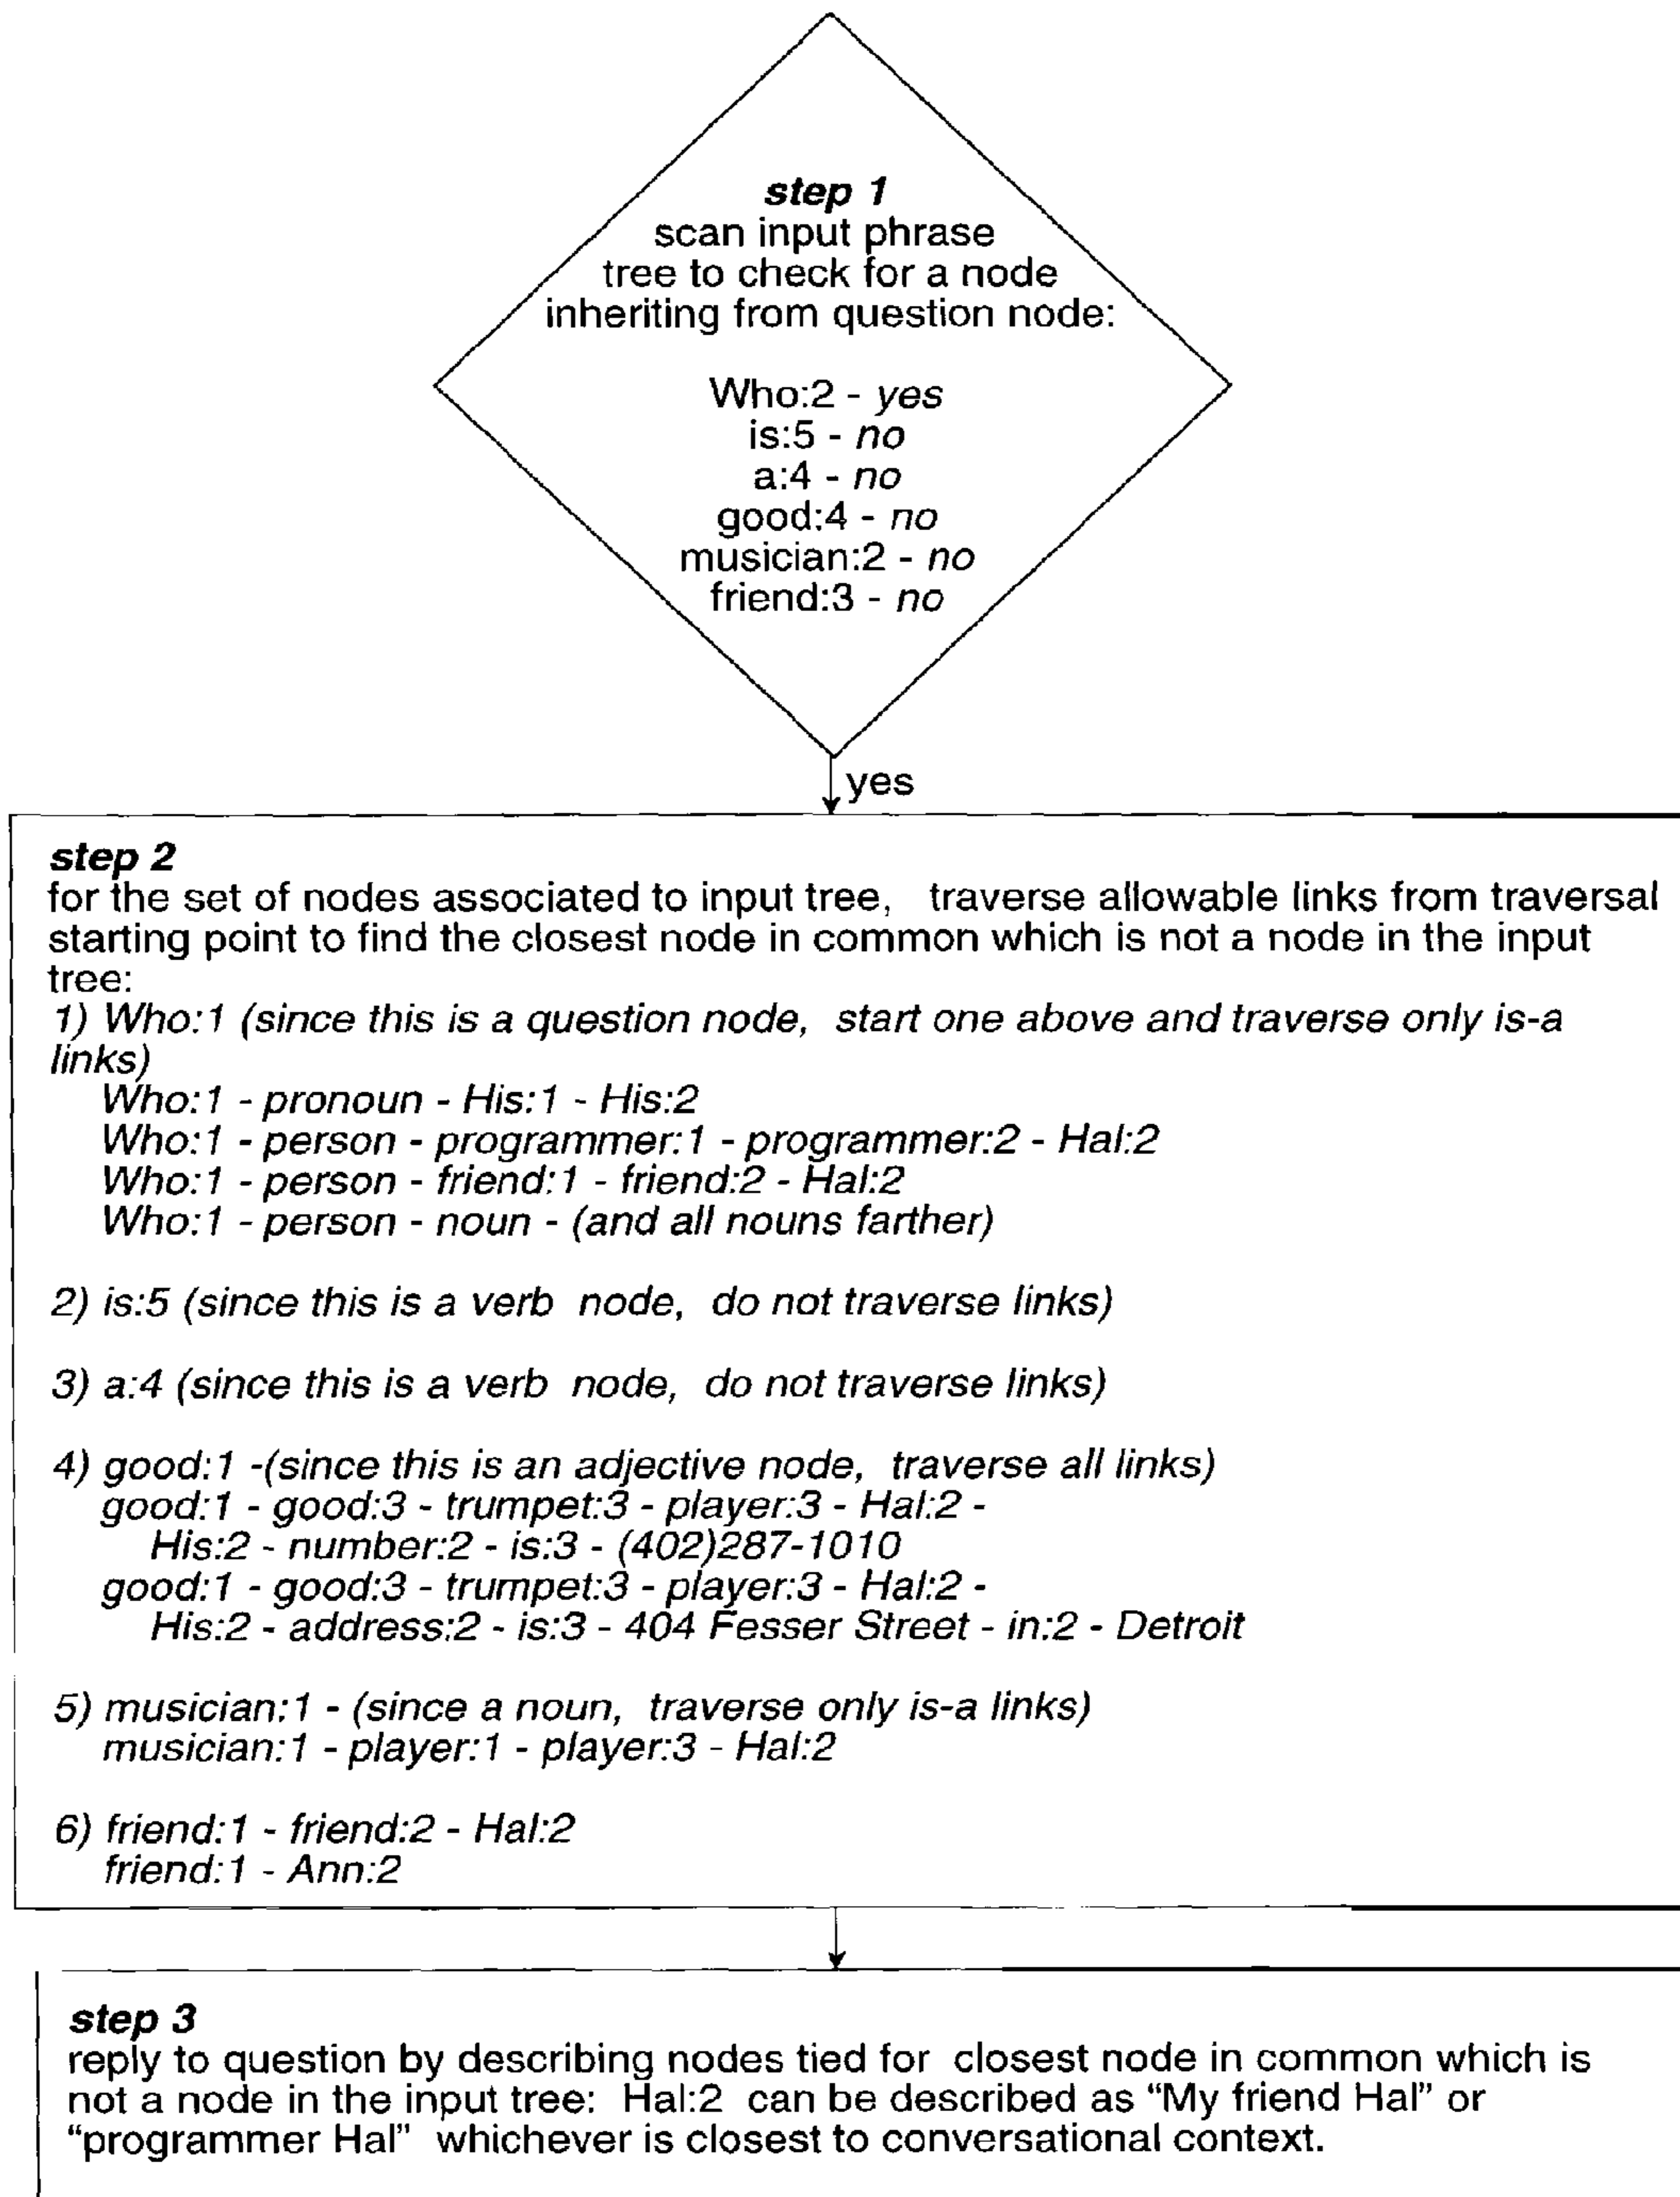 step 1
scan input phrase
tree to check for a node
inheriting from question node:
Who:2 - yes
is:5 - no
a:4 - no
good:4 - no
musician:2 - no
friend:3 - no
yes
step 2
for the set of nodes associated to input tree, traverse allowable links from traversal
starting point to find the closest node in common which is not a node in the input
tree:
1) Who:1 (since this is a question node, start one above and traverse only is-a
links)
Who:1 - pronoun - His:1 - His:2
Who:1 - person - programmer:1 - programmer:2 - Hal:2
Who:1 - person - friend:1 - friend:2 - Hal:2
Who:1 - person - noun - (and all nouns farther)
2) is:5 (since this is a verb node, do not traverse links)
3) a:4 (since this is a verb node, do not traverse links)
4) good:1 -(since this is an adjective node, traverse all links)
good:1 - good:3 - trumpet:3 - player:3 - Hal:2 -
His:2 - number:2 - is:3 - (402)287-1010
good:1 - good:3 - trumpet:3 - player:3 - Hal:2 -
His:2 - address:2 - is:3 - 404 Fesser Street - in:2 - Detroit
5) musician:1 - (since a noun, traverse only is-a links)
musician:1 - player:1 - player:3 - Hal:2
6) friend:1 - friend:2 - Hal:2
friend:1 - Ann:2
step 3
reply to question by describing nodes tied for closest node in common which is
not a node in the input tree: Hal:2 can be described as “My friend Hal” or
“programmer Hal” whichever is closest to conversational context.